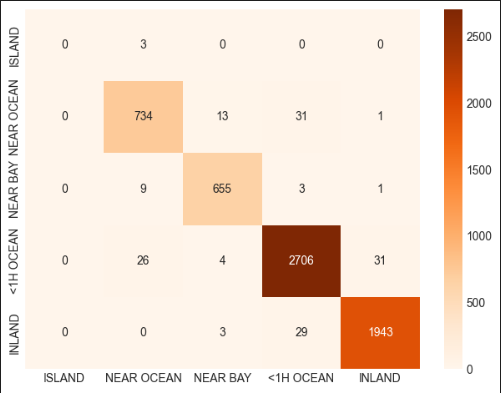 ISLAND 0 3 0 0 0
NEAR OCEAN 0 734 13 31 1
NEAR BAY 0 9 655 3 1
<1H OCEAN 0 26 4 2706 31
INLAND 0 0 3 29 1943
ISLAND NEAR OCEAN NEAR BAY <1H OCEAN INLAND
2500
2000
1500
1000
500
0